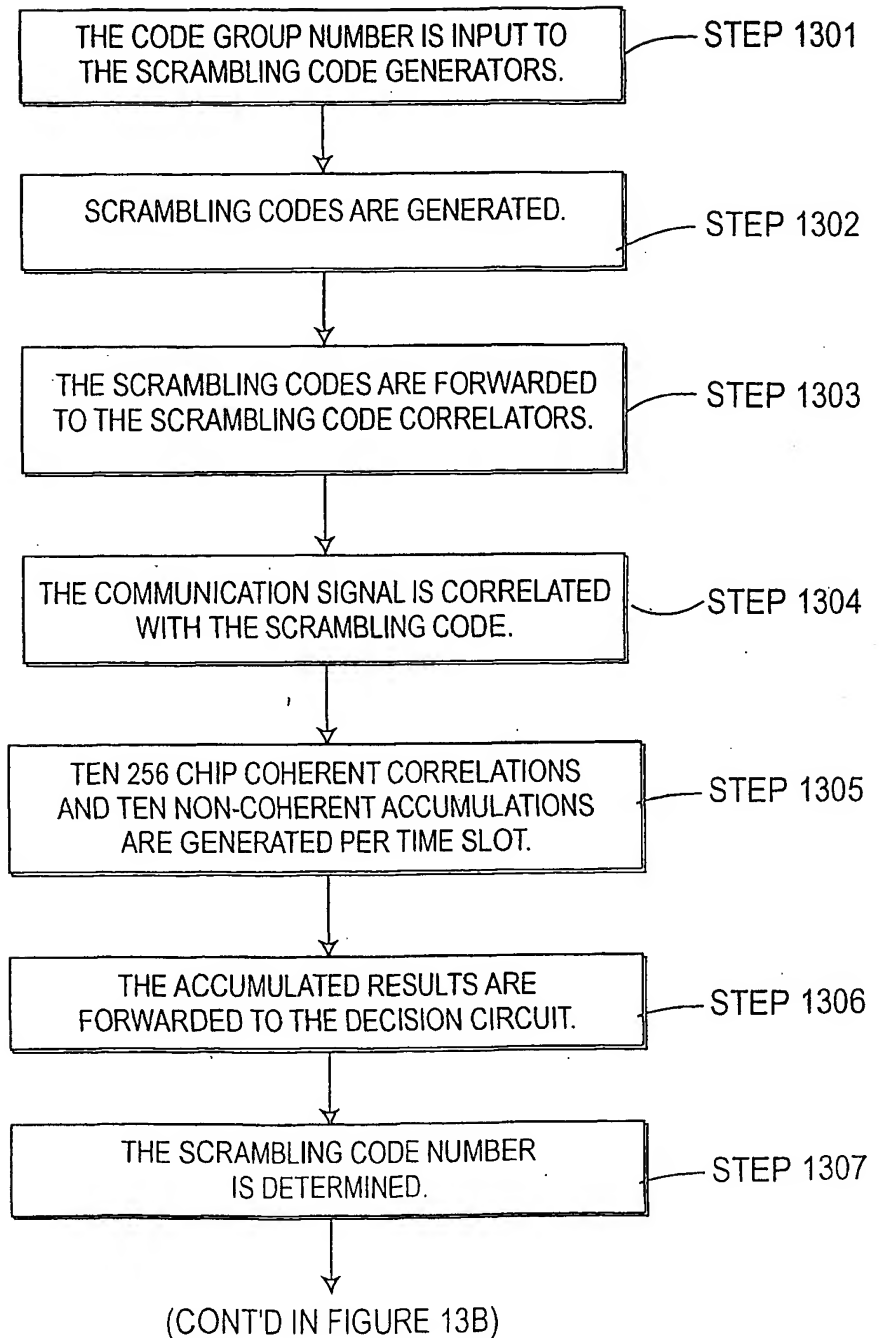 THE CODE GROUP NUMBER IS INPUT TO
THE SCRAMBLING CODE GENERATORS.
STEP 1301
SCRAMBLING CODES ARE GENERATED.
STEP 1302
THE SCRAMBLING CODES ARE FORWARDED
TO THE SCRAMBLING CODE CORRELATORS.
STEP 1303
THE COMMUNICATION SIGNAL IS CORRELATED
WITH THE SCRAMBLING CODE.
STEP 1304
TEN 256 CHIP COHERENT CORRELATIONS
AND TEN NON-COHERENT ACCUMULATIONS
ARE GENERATED PER TIME SLOT.
STEP 1305
THE ACCUMULATED RESULTS ARE
FORWARDED TO THE DECISION CIRCUIT.
STEP 1306
THE SCRAMBLING CODE NUMBER
IS DETERMINED.
STEP 1307
(CONT'D IN FIGURE 13B)